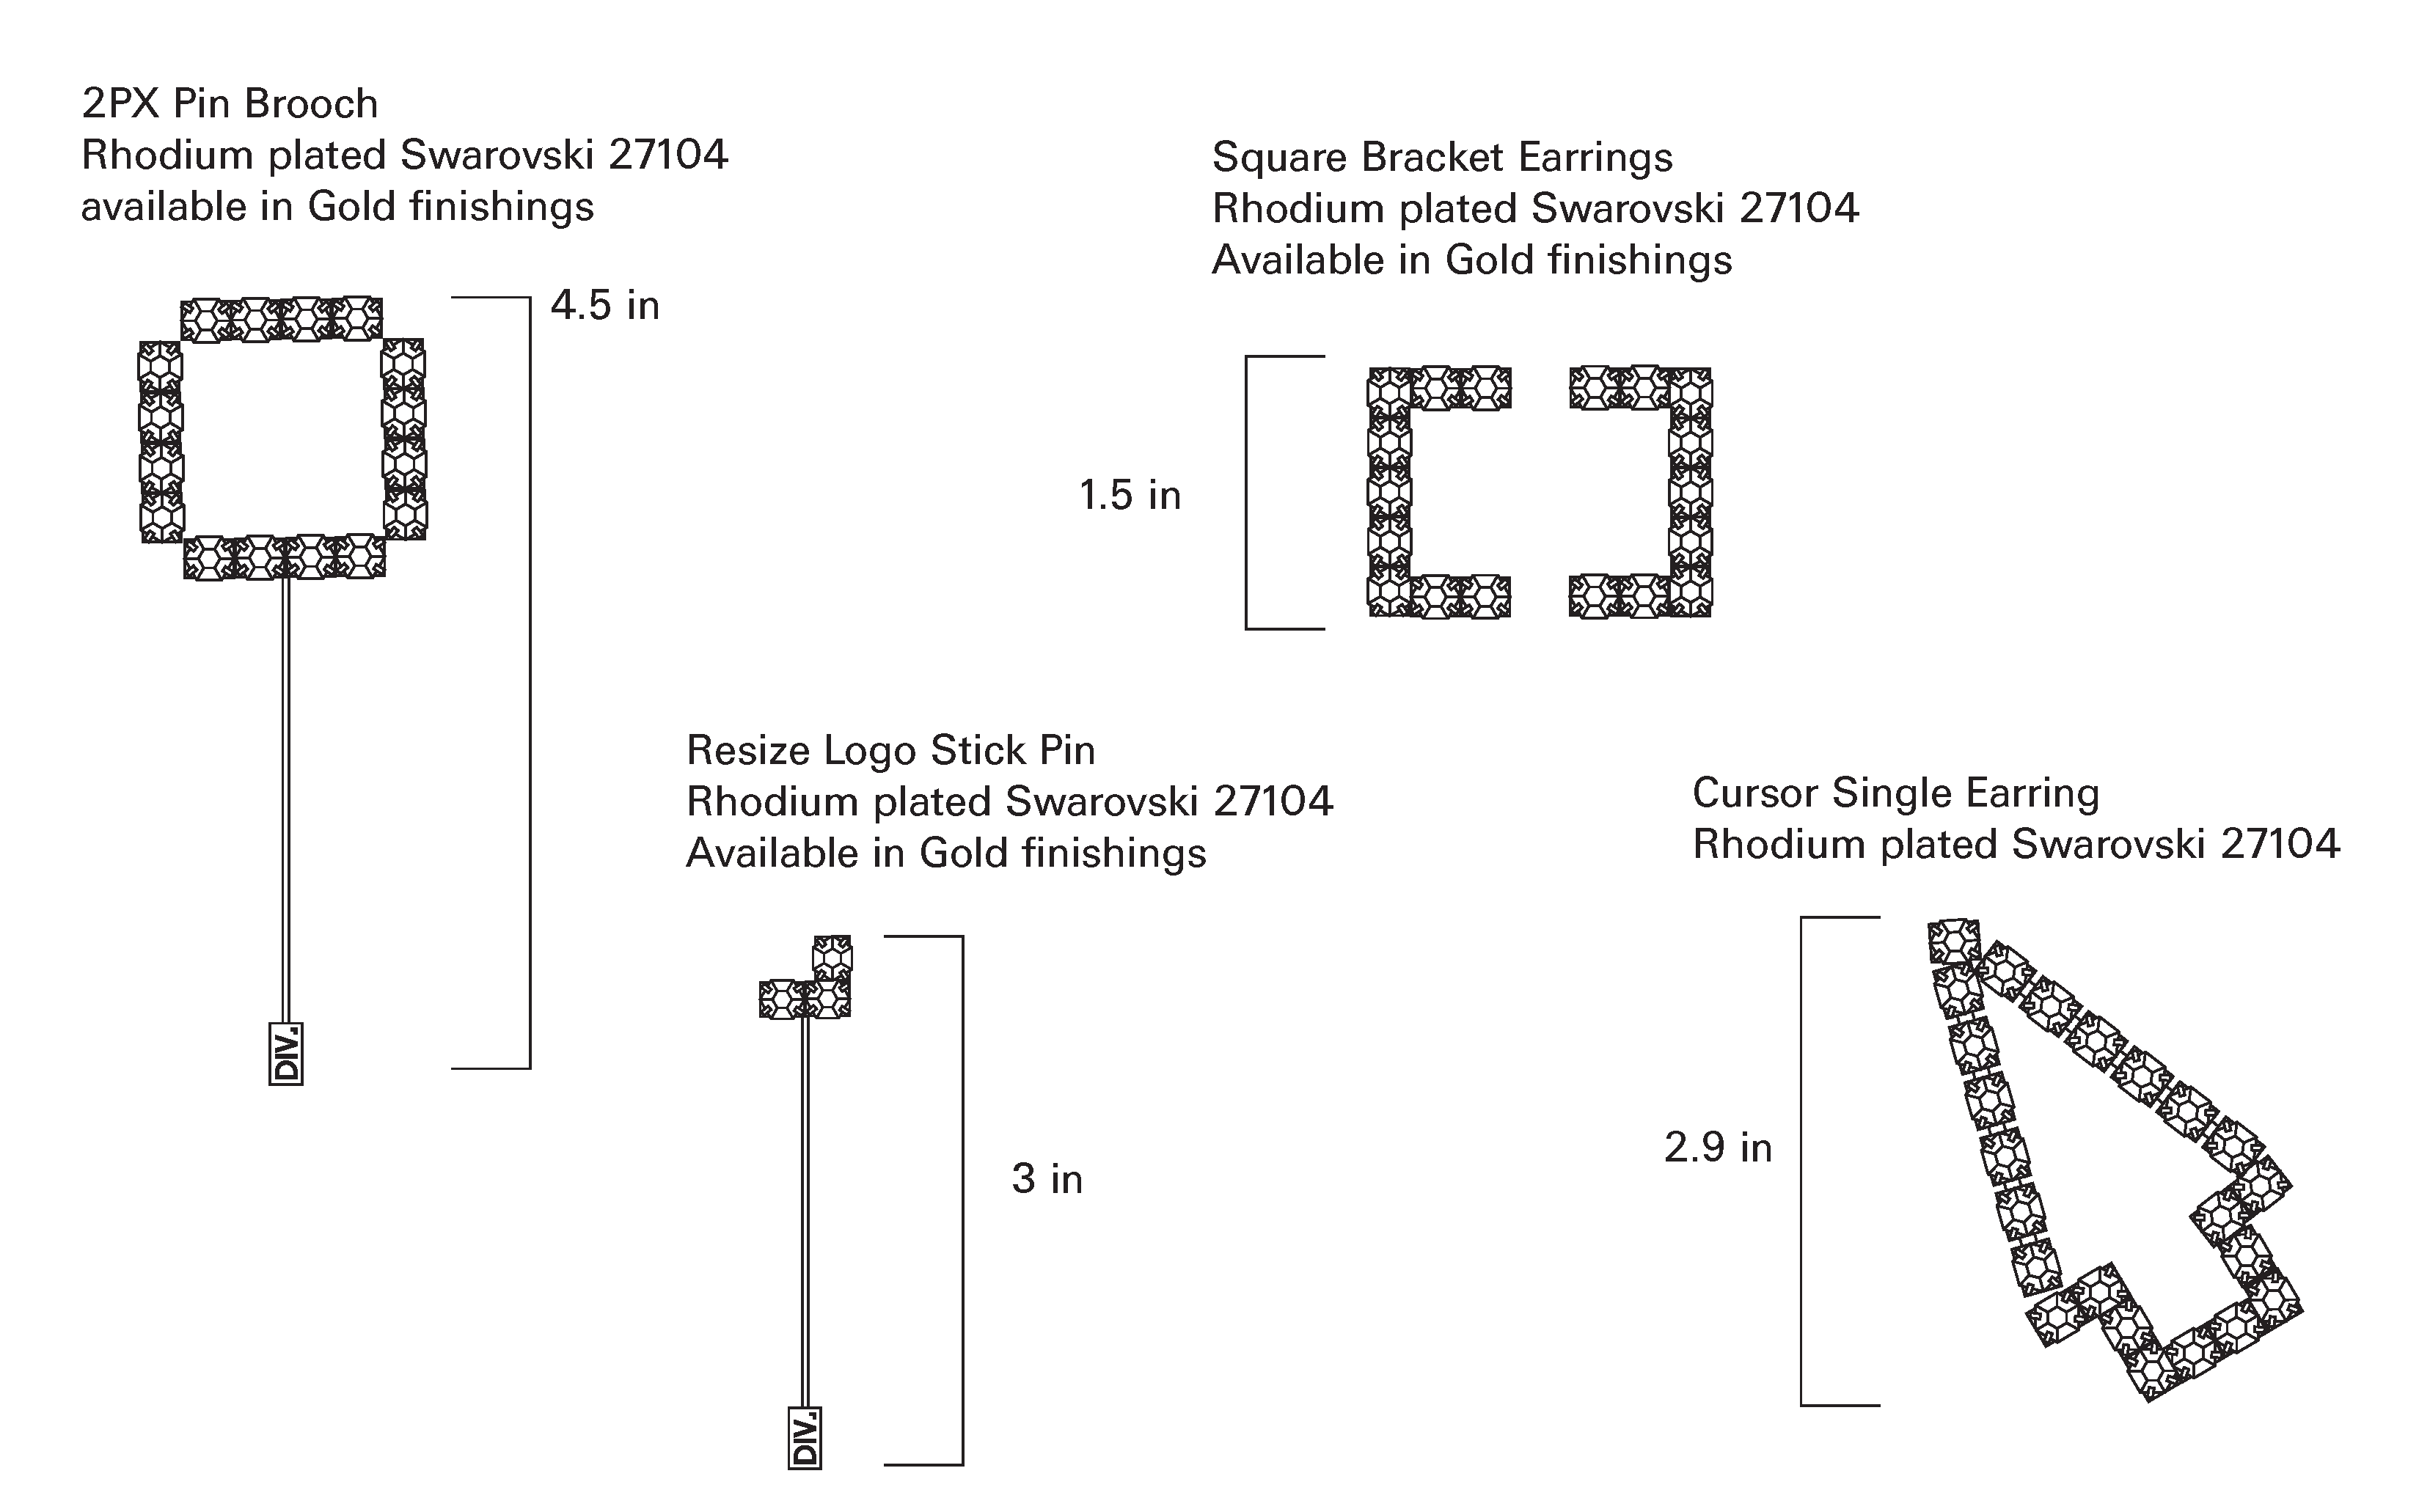 2PX Pin Brooch
Rhodium plated Swarovski 27104
available in Gold finishings
4.5 in
DIV.
Square Bracket Earrings
Rhodium plated Swarovski 27104
Available in Gold finishings
1.5 in
Resize Logo Stick Pin
Rhodium plated Swarovski 27104
Available in Gold finishings
3 in
DIV.
Cursor Single Earring
Rhodium plated Swarovski 27104
2.9 in